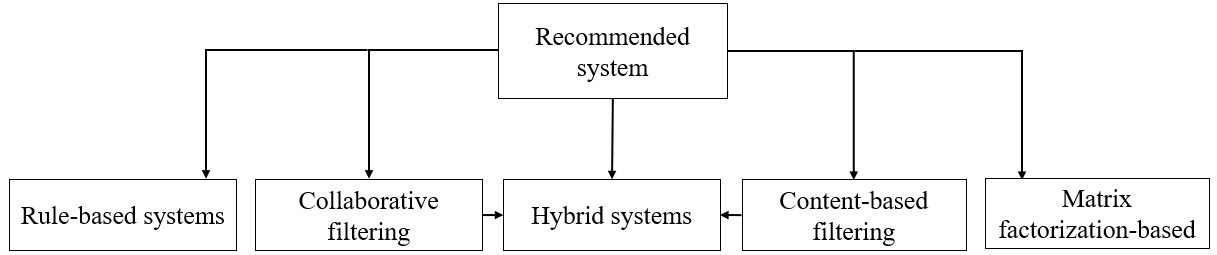 Recommended
system
Rule-based systems
Collaborative
filtering
Hybrid systems
Content-based
filtering
Matrix
factorization-based